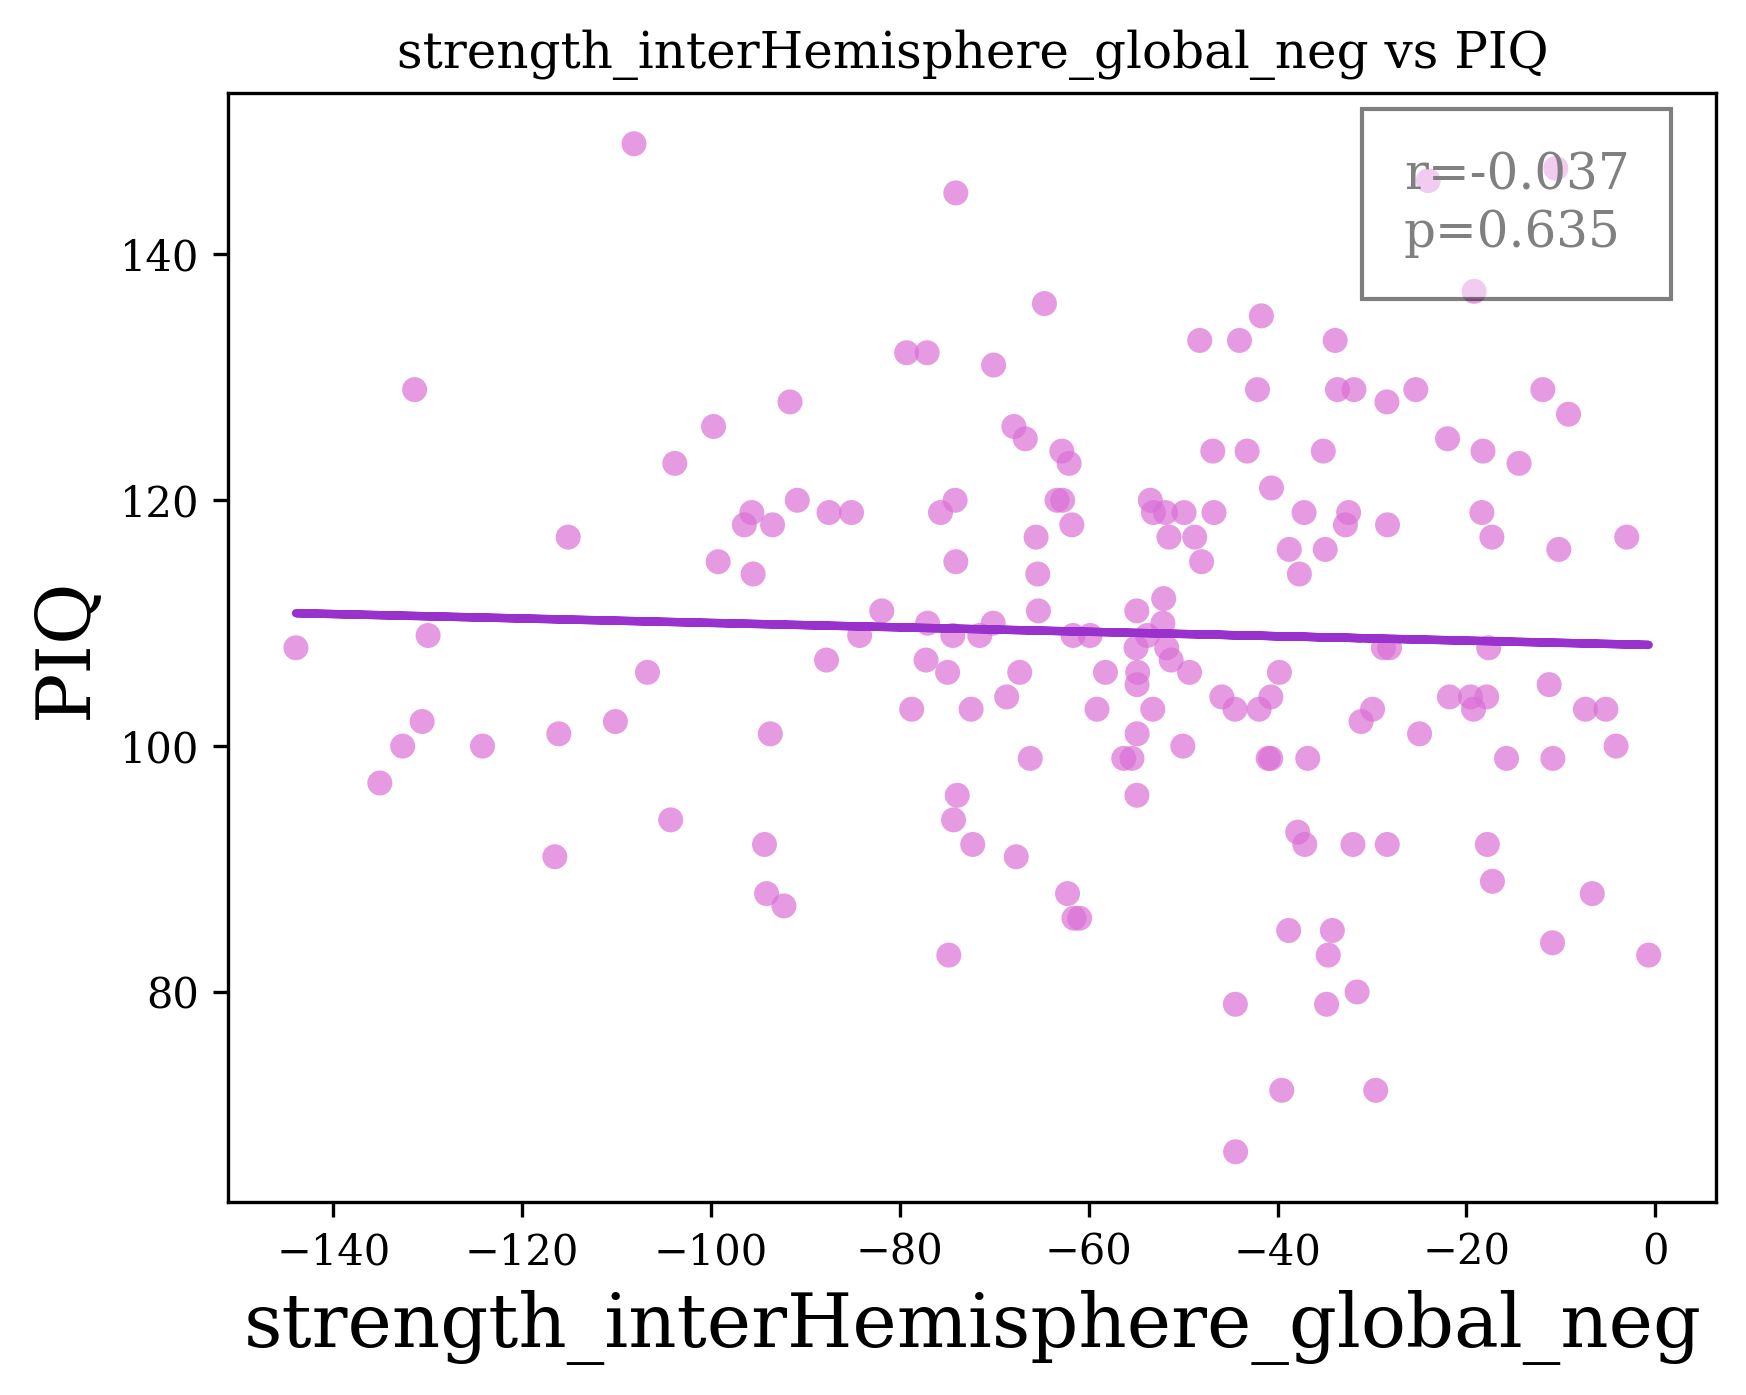 strength_interHemisphere_global_neg vs PIQ
r=-0.037
p=0.635
140
120
100
80
PIQ
−140 −120 −100 −80 −60 −40 −20 0
strength_interHemisphere_global_neg